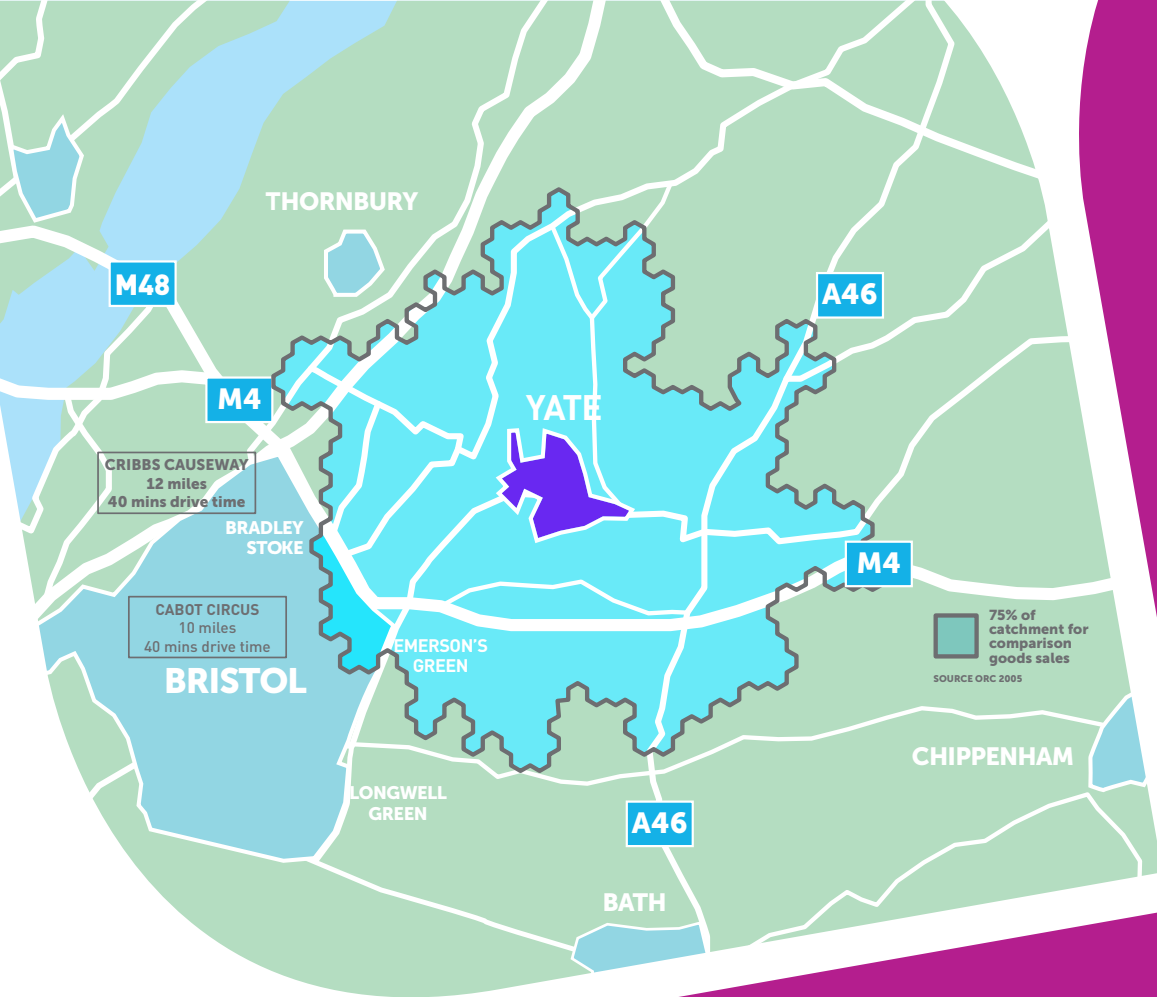 THORNBURY
M48
A46
M4
YATE
CRIBBS CAUSEWAY
12 miles
40 mins drive time
BRADLEY
STOKE
M4
CABOT CIRCUS
10 miles
40 mins drive time
75% of
catchment for
comparison
goods sales
SOURCE ORC 2005
EMERSON'S
GREEN
BRISTOL
CHIPPENHAM
LONGWELL
GREEN
A46
BATH